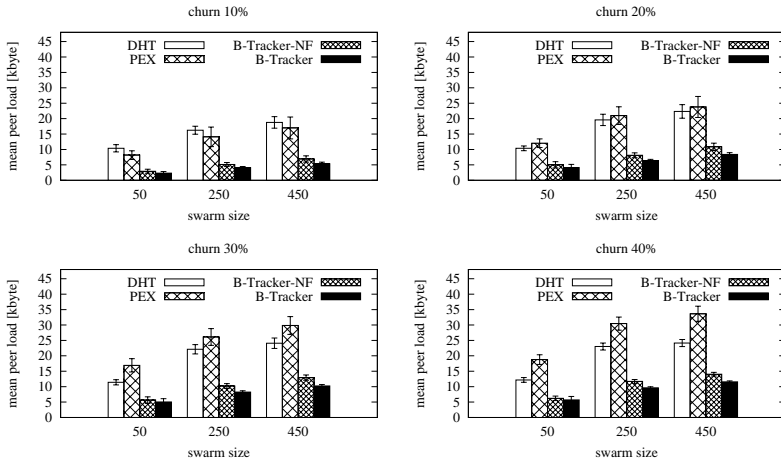 churn 10%
mean peer load [kbyte]
45
40
35
30
25
20
15
10
5
0
DHT
PEX
B-Tracker-NF
B-Tracker
50
250
450
swarm size
churn 20%
mean peer load [kbyte]
45
40
35
30
25
20
15
10
5
0
DHT
PEX
B-Tracker-NF
B-Tracker
50
250
450
swarm size
churn 30%
mean peer load [kbyte]
45
40
35
30
25
20
15
10
5
0
DHT
PEX
B-Tracker-NF
B-Tracker
50
250
450
swarm size
churn 40%
mean peer load [kbyte]
45
40
35
30
25
20
15
10
5
0
DHT
PEX
B-Tracker-NF
B-Tracker
50
250
450
swarm size